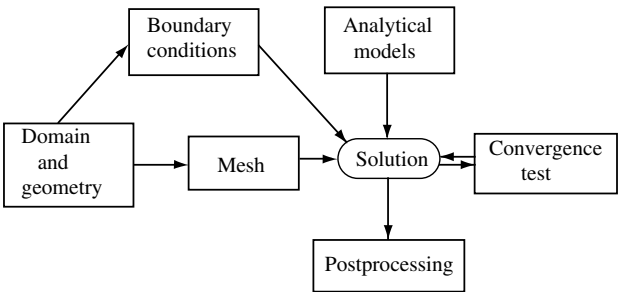 Boundary
conditions
Analytical
models
Domain
and
geometry
Mesh
Solution
Convergence
test
Postprocessing